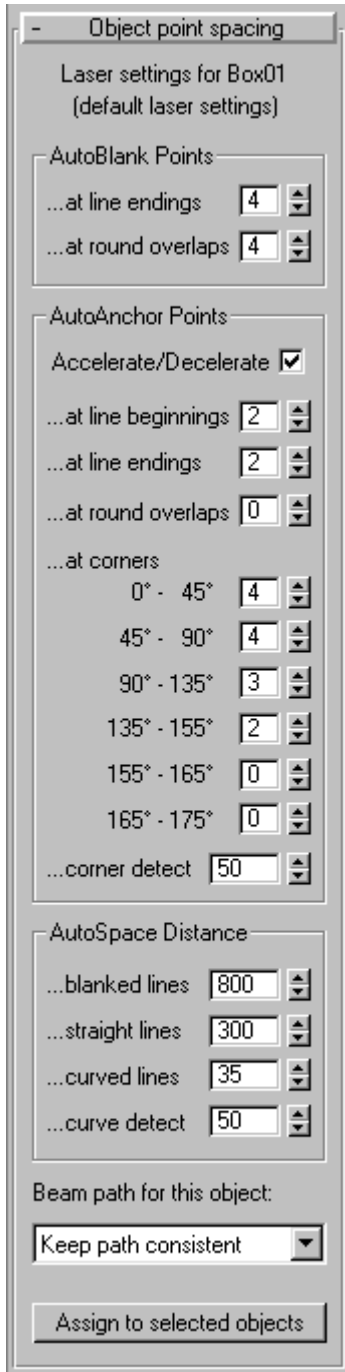 - Object point spacing
Laser settings for Box01
(default laser settings)
AutoBlank Points
...at line endings 4
...at round overlaps 4
AutoAnchor Points
Accelerate/Decelerate
...at line beginnings 2
...at line endings 2
...at round overlaps 0
...at corners
0° - 45° 4
45° - 90° 4
90° - 135° 3
135° - 155° 2
155° - 165° 0
165° - 175° 0
...corner detect 50
AutoSpace Distance
...blanked lines 800
...straight lines 300
...curved lines 35
...curve detect 50
Beam path for this object:
Keep path consistent
Assign to selected objects